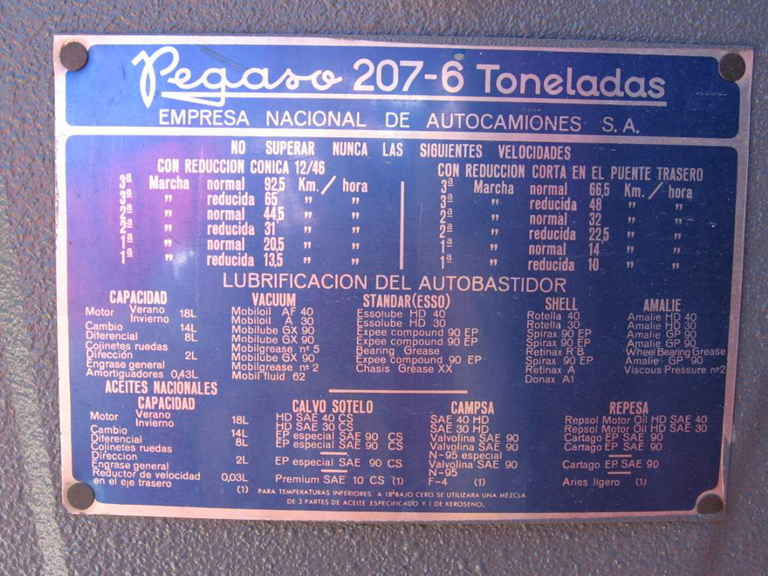 Pegaso 207-6 Toneladas
EMPRESA NACIONAL DE AUTOCAMIONES S. A.
NO SUPERAR NUNCA LAS SIGUIENTES VELOCIDADES
CON REDUCCION CONICA 12/46
3ª Marcha normal 92,5 Km./hora
3ª " reducida 65 " "
2ª " normal 44,5 " "
2ª " reducida 31 " "
1ª " normal 20,5 " "
1ª " reducida 13,5 " "
CON REDUCCION CORTA EN EL PUENTE TRASERO
3ª Marcha normal 66,5 Km./hora
3ª " reducida 48 " "
2ª " normal 32 " "
2ª " reducida 22,5 " "
1ª " normal 14 " "
1ª " reducida 10 " "
LUBRIFICACION DEL AUTOBASTIDOR
CAPACIDAD
Motor Verano
Invierno 18L
Cambio 14L
Diferencial 8L
Cojinetes ruedas
Dirección 2L
Engrase general
Amortiguadores 0,43L
VACUUM
Mobiloil AF 40
Mobiloil A 30
Mobilube GX 90
Mobilube GX 90
Mobilgrease nº 5
Mobilube GX 90
Mobilgrease nº 2
Mobil fluid 62
STANDAR(ESSO)
Essolube HD 40
Essolube HD 30
Expee compound 90 EP
Expee compound 90 EP
Bearing Grease
Expee compound 90 EP
Chasis Grease XX
SHELL
Rotella 40
Rotella 30
Spirax 90 EP
Spirax 90 EP
Retinax R B
Spirax 90 EP
Retinax A
Donax A1
AMALIE
Amalie HD 40
Amalie HD 30
Amalie GP 90
Amalie GP 90
Wheel Bearing Grease
Amalie GP 90
Viscous Pressure nº2
ACEITES NACIONALES
CAPACIDAD
Motor Verano
Invierno 18L
Cambio 14L
Diferencial 8L
Cojinetes ruedas
Direccion 2L
Engrase general
Reductor de velocidad
en el eje trasero 0,03L
(1)
CALVO SOTELO
HD SAE 40 CS
HD SAE 30 CS
EP especial SAE 90 CS
EP especial SAE 90 CS
EP especial SAE 90 CS
Premium SAE 10 CS (1)
CAMPSA
SAE 40 HD
SAE 30 HD
Valvolina SAE 90
Valvolina SAE 90
N-95 especial
Valvolina SAE 90
N-95
F-4 (1)
REPESA
Repsol Motor Oil HD SAE 40
Repsol Motor Oil HD SAE 30
Cartago EP SAE 90
Cartago EP SAE 90
Cartago EP SAE 90
Aries ligero (1)
PARA TEMPERATURAS INFERIORES A 18º BAJO CERO SE UTILIZARA UNA MEZCLA
DE 3 PARTES DE ACEITE ESPECIFICADO Y 1 DE KEROSENO.